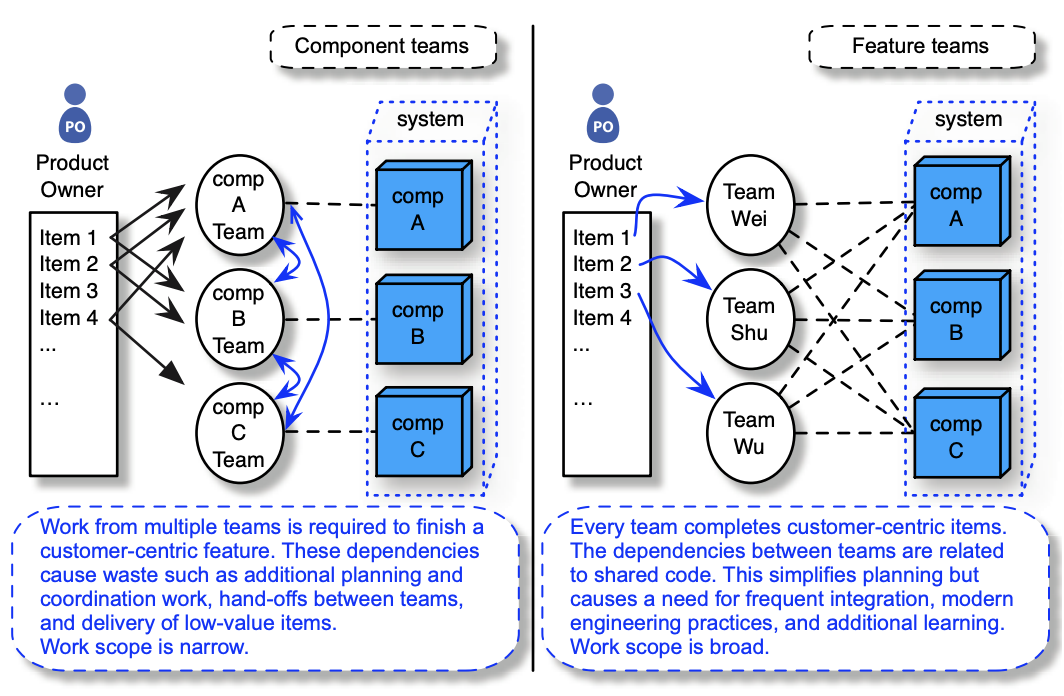 Component teams
PO
Product
Owner
Item 1
Item 2
Item 3
Item 4
...
...
comp
A
Team
comp
B
Team
comp
C
Team
system
comp
A
comp
B
comp
C
Work from multiple teams is required to finish a
customer-centric feature. These dependencies
cause waste such as additional planning and
coordination work, hand-offs between teams,
and delivery of low-value items.
Work scope is narrow.
Feature teams
PO
Product
Owner
Item 1
Item 2
Item 3
Item 4
...
...
Team
Wei
Team
Shu
Team
Wu
system
comp
A
comp
B
comp
C
Every team completes customer-centric items.
The dependencies between teams are related
to shared code. This simplifies planning but
causes a need for frequent integration, modern
engineering practices, and additional learning.
Work scope is broad.